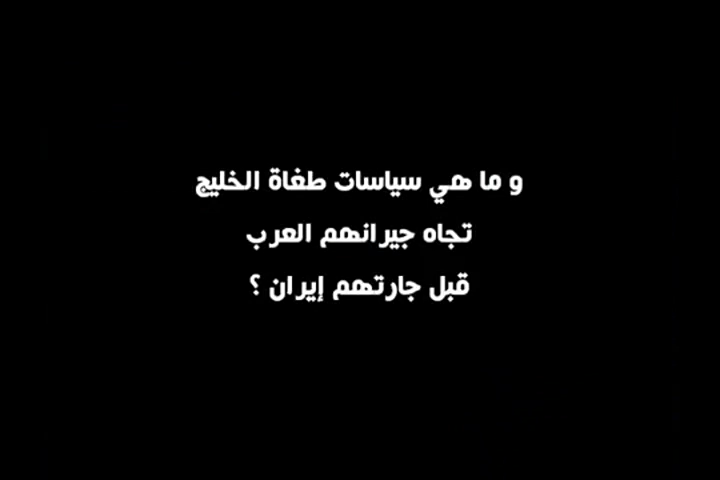 و ما هي سياسات طغاة الخليج
تجاه جيرانهم العرب
قبل جارتهم إيران ؟